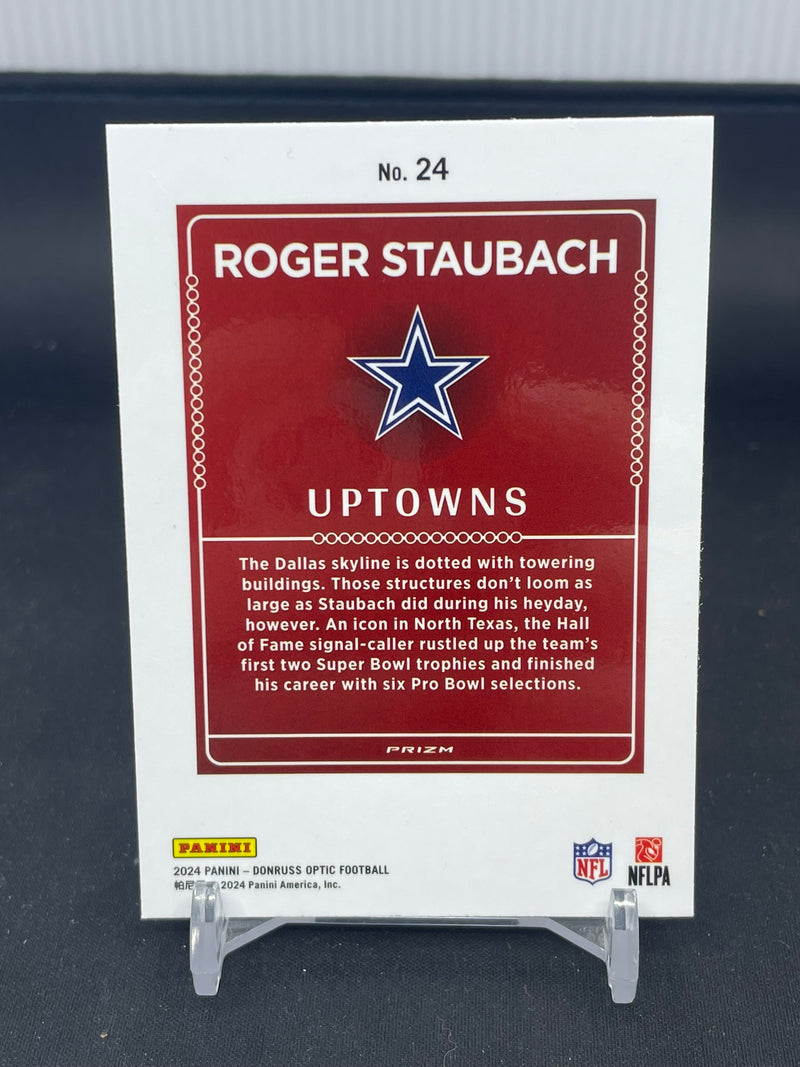 No. 24
ROGER STAUBACH
UPTOWNS
The Dallas skyline is dotted with towering
buildings. Those structures don't loom as
large as Staubach did during his heyday,
however. An icon in North Texas, the Hall
of Fame signal-caller rustled up the team's
first two Super Bowl trophies and finished
his career with six Pro Bowl selections.
PRIZM
PANINI
2024 PANINI – DONRUSS OPTIC FOOTBALL
帕尼 2024 Panini America, Inc.
NFL
NFLPA